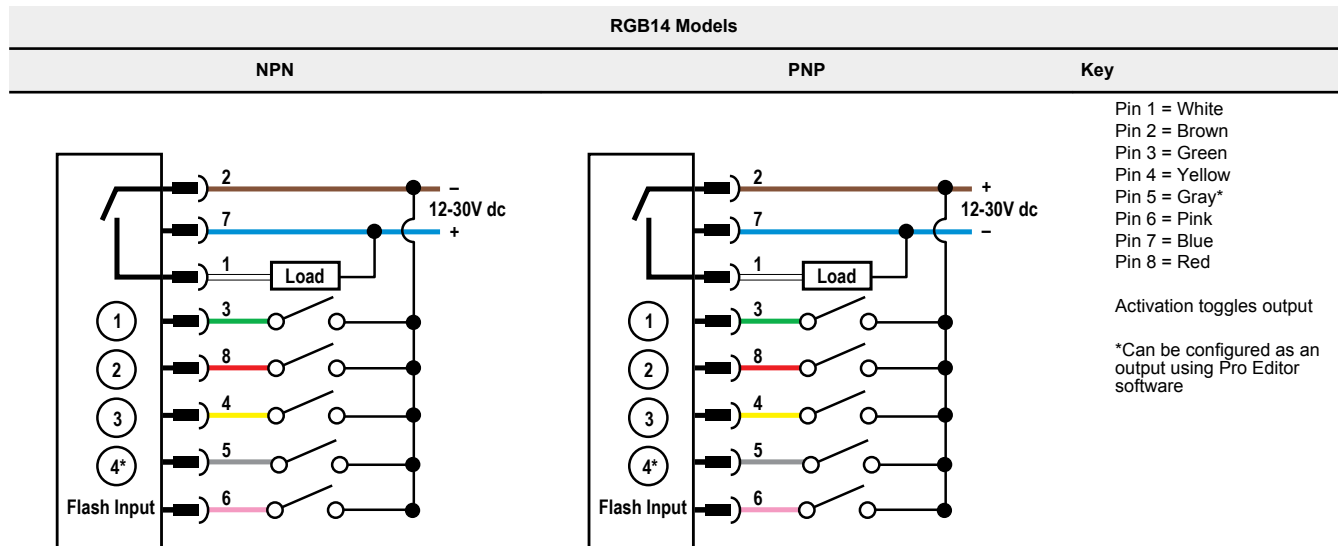 RGB14 Models
NPN
PNP
Key
2
–
12-30V dc
7
+
1
Load
1
3
2
8
3
4
4*
5
Flash Input
6
2
+
12-30V dc
7
–
1
Load
1
3
2
8
3
4
4*
5
Flash Input
6
Pin 1 = White
Pin 2 = Brown
Pin 3 = Green
Pin 4 = Yellow
Pin 5 = Gray*
Pin 6 = Pink
Pin 7 = Blue
Pin 8 = Red
Activation toggles output
*Can be configured as an
output using Pro Editor
software